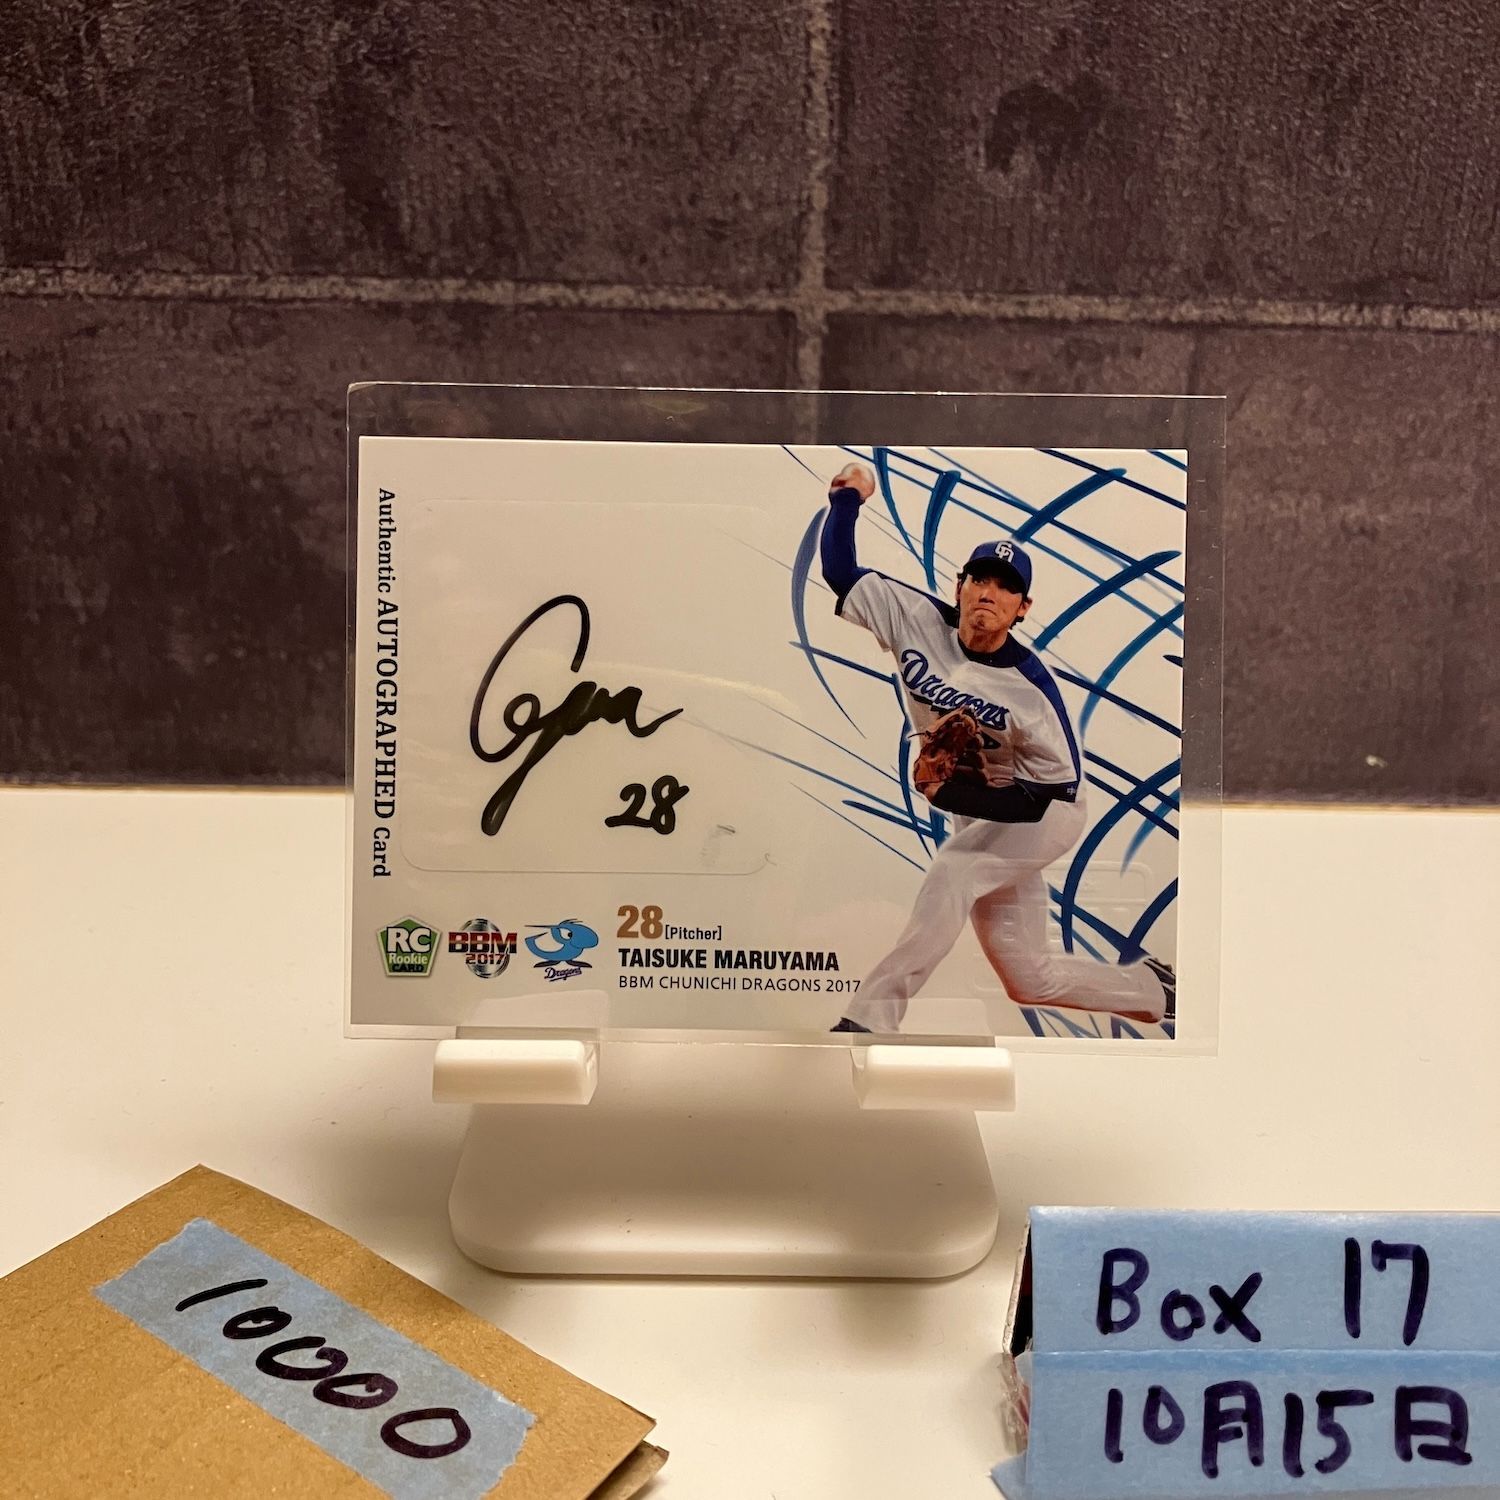 Authentic AUTOGRAPHED Card
28
Dragons
RC
Rookie
CARD
BBM
2017
Dragons
28 [Pitcher]
TAISUKE MARUYAMA
BBM CHUNICHI DRAGONS 2017
10000
Box 17
10月15日